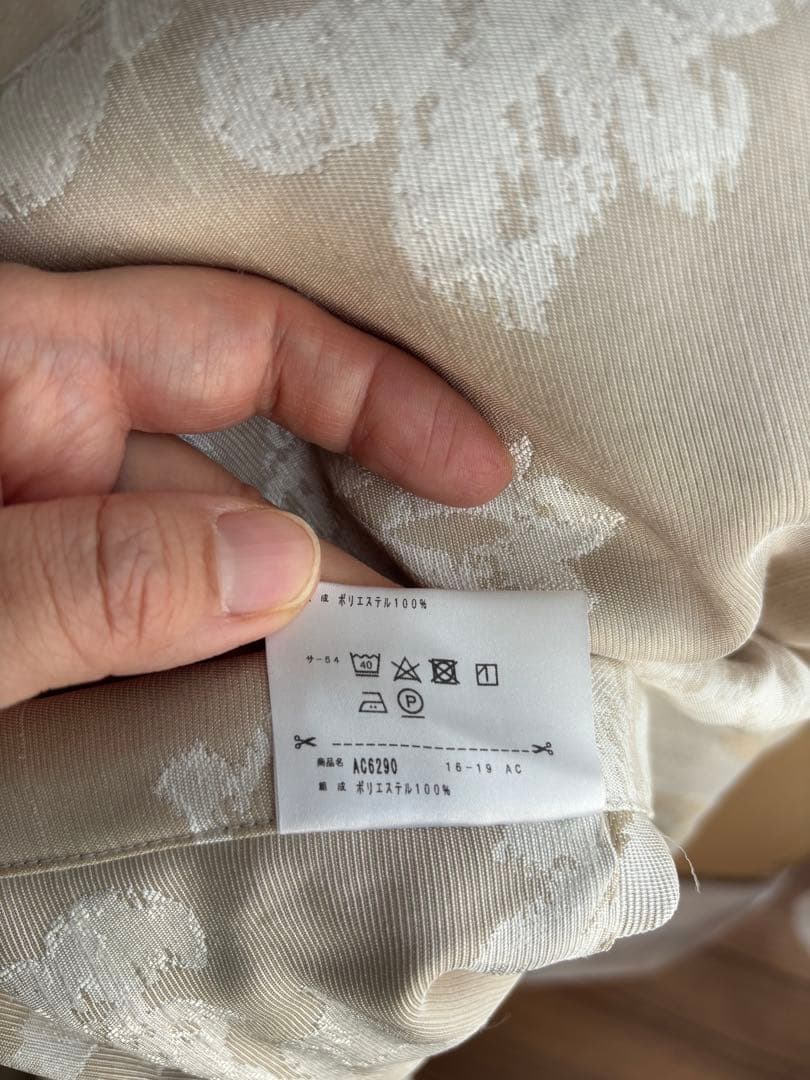 成 ポリエステル100%
サ-54 40
P
商品名 AC6290 16-19 AC
組 成 ポリエステル100%